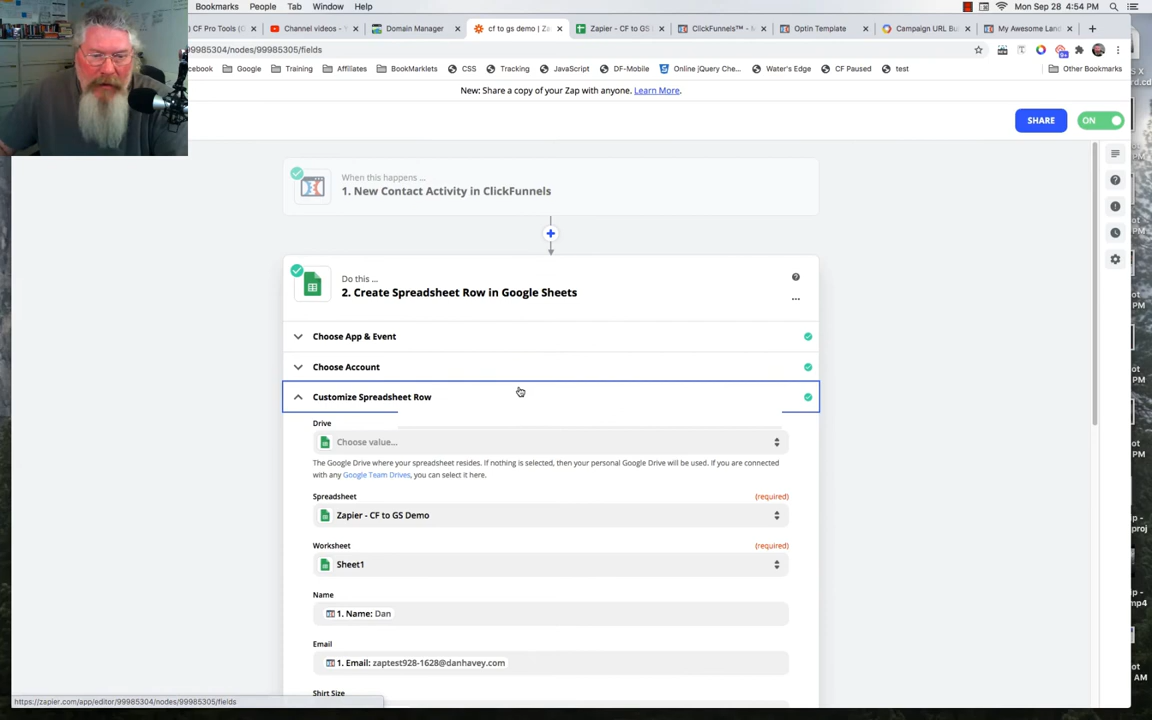 Bookmarks People Tab Window Help Mon Sep 28 4:54 PM
CF Pro Tools (C Channel videos - Domain Manager cf to gs demo | Za Zapier - CF to GS ClickFunnels™ - M Optin Template Campaign URL Bu My Awesome Land
99985304/nodes/99985305/fields
cebook Google Training Affiliates BookMarklets CSS Tracking JavaScript DF-Mobile Online jQuery Che... Water's Edge CF Paused test Other Bookmarks
New: Share a copy of your Zap with anyone. Learn More.
SHARE ON
When this happens ...
1. New Contact Activity in ClickFunnels
Do this ...
2. Create Spreadsheet Row in Google Sheets
Choose App & Event
Choose Account
Customize Spreadsheet Row
Drive
Choose value...
The Google Drive where your spreadsheet resides. If nothing is selected, then your personal Google Drive will be used. If you are connected
with any Google Team Drives, you can select it here.
Spreadsheet (required)
Zapier - CF to GS Demo
Worksheet (required)
Sheet1
Name
1. Name: Dan
Email
1. Email: zaptest928-1628@danhavey.com
Shirt Size
https://zapier.com/app/editor/99985304/nodes/99985305/fields